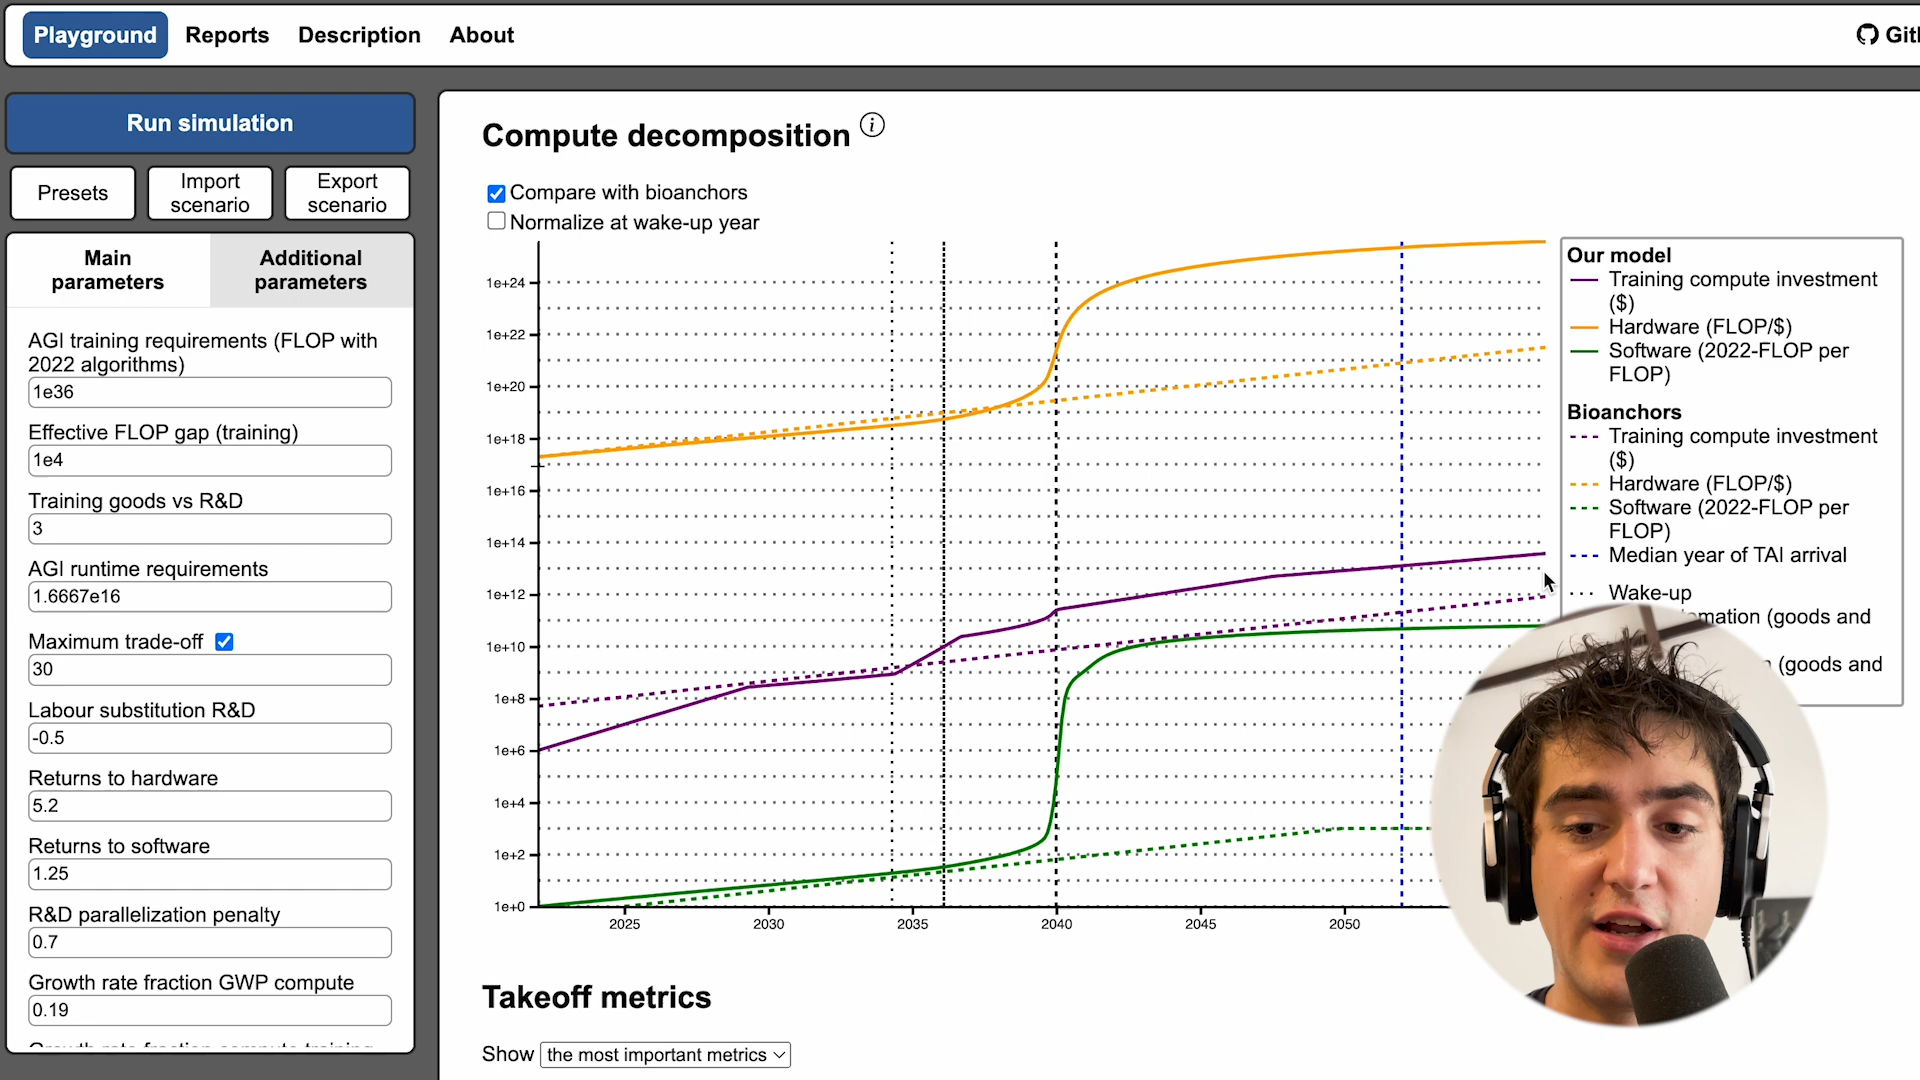 Playground
Reports
Description
About
Run simulation
Presets
Import
scenario
Export
scenario
Main
parameters
Additional
parameters
AGI training requirements (FLOP with
2022 algorithms)
1e36
Effective FLOP gap (training)
1e4
Training goods vs R&D
3
AGI runtime requirements
1.6667e16
Maximum trade-off
30
Labour substitution R&D
-0.5
Returns to hardware
5.2
Returns to software
1.25
R&D parallelization penalty
0.7
Growth rate fraction GWP compute
0.19
Compute decomposition
Compare with bioanchors
Normalize at wake-up year
1e+24
1e+22
1e+20
1e+18
1e+16
1e+14
1e+12
1e+10
1e+8
1e+6
1e+4
1e+2
1e+0
2025
2030
2035
2040
2045
2050
Our model
Training compute investment
($)
Hardware (FLOP/$)
Software (2022-FLOP per
FLOP)
Bioanchors
Training compute investment
($)
Hardware (FLOP/$)
Software (2022-FLOP per
FLOP)
Median year of TAI arrival
Wake-up
(goods and
(goods and
Takeoff metrics
Show the most important metrics